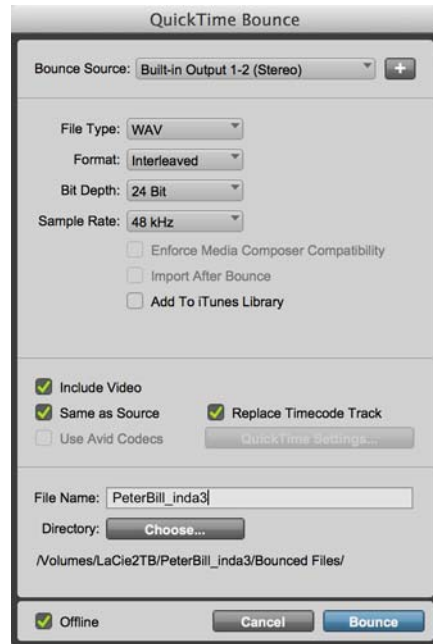 QuickTime Bounce
Bounce Source: Built-in Output 1-2 (Stereo) +
File Type: WAV
Format: Interleaved
Bit Depth: 24 Bit
Sample Rate: 48 kHz
Enforce Media Composer Compatibility
Import After Bounce
Add To iTunes Library
Include Video
Same as Source Replace Timecode Track
Use Avid Codecs QuickTime Settings...
File Name: PeterBill_inda3
Directory: Choose...
/Volumes/LaCie2TB/PeterBill_inda3/Bounced Files/
Offline Cancel Bounce